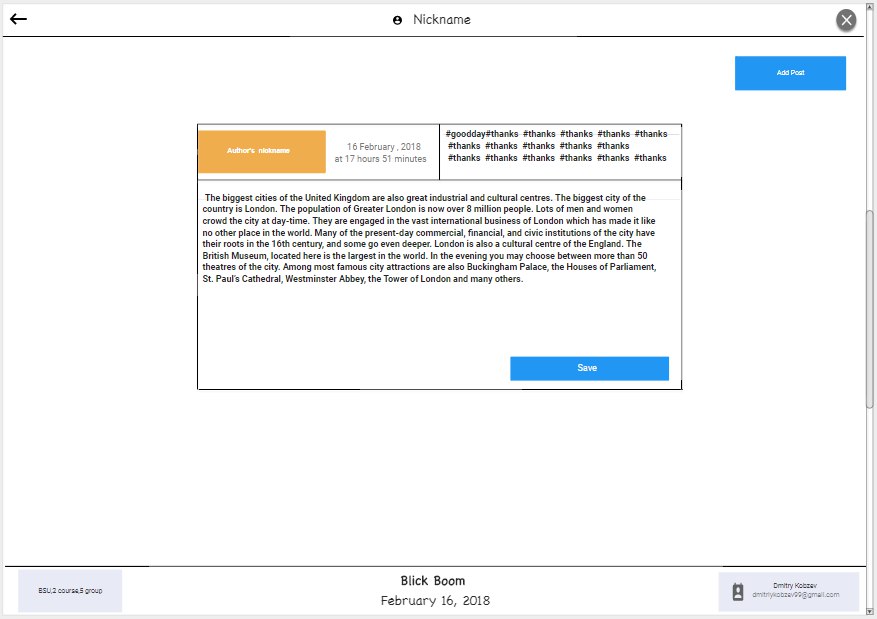 Nickname
Add Post
Author's nickname
16 February , 2018
at 17 hours 51 minutes
#goodday#thanks #thanks #thanks #thanks #thanks
#thanks #thanks #thanks #thanks #thanks
#thanks #thanks #thanks #thanks #thanks #thanks
The biggest cities of the United Kingdom are also great industrial and cultural centres. The biggest city of the
country is London. The population of Greater London is now over 8 million people. Lots of men and women
crowd the city at day-time. They are engaged in the vast international business of London which has made it like
no other place in the world. Many of the present-day commercial, financial, and civic institutions of the city have
their roots in the 16th century, and some go even deeper. London is also a cultural centre of the England. The
British Museum, located here is the largest in the world. In the evening you may choose between more than 50
theatres of the city. Among most famous city attractions are also Buckingham Palace, the Houses of Parliament,
St. Paul's Cathedral, Westminster Abbey, the Tower of London and many others.
Save
BSU,2 course,5 group
Blick Boom
February 16, 2018
Dmitry Kobzev
dmitriykobzev99@gmail.com